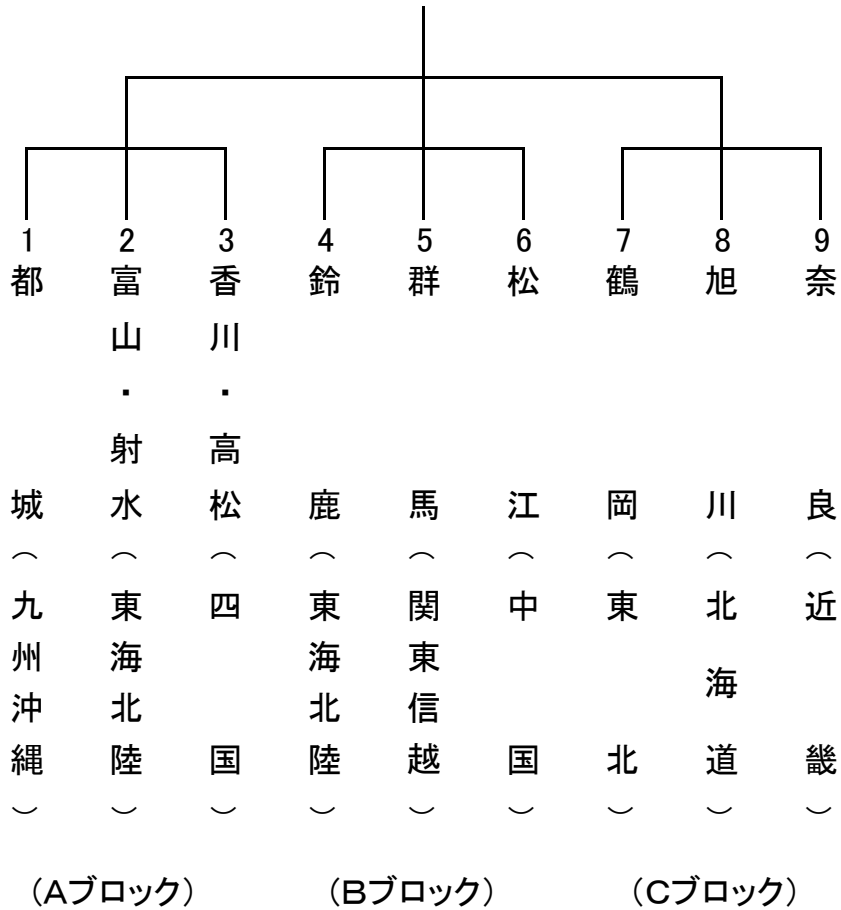 1
都城(九州沖縄)
2
富山・射水(東海北陸)
3
香川・高松(四国)
4
鈴鹿(東海北陸)
5
群馬(関東信越)
6
松江(中国)
7
鶴岡(東北)
8
旭川(北海道)
9
奈良(近畿)
(Aブロック)
(Bブロック)
(Cブロック)